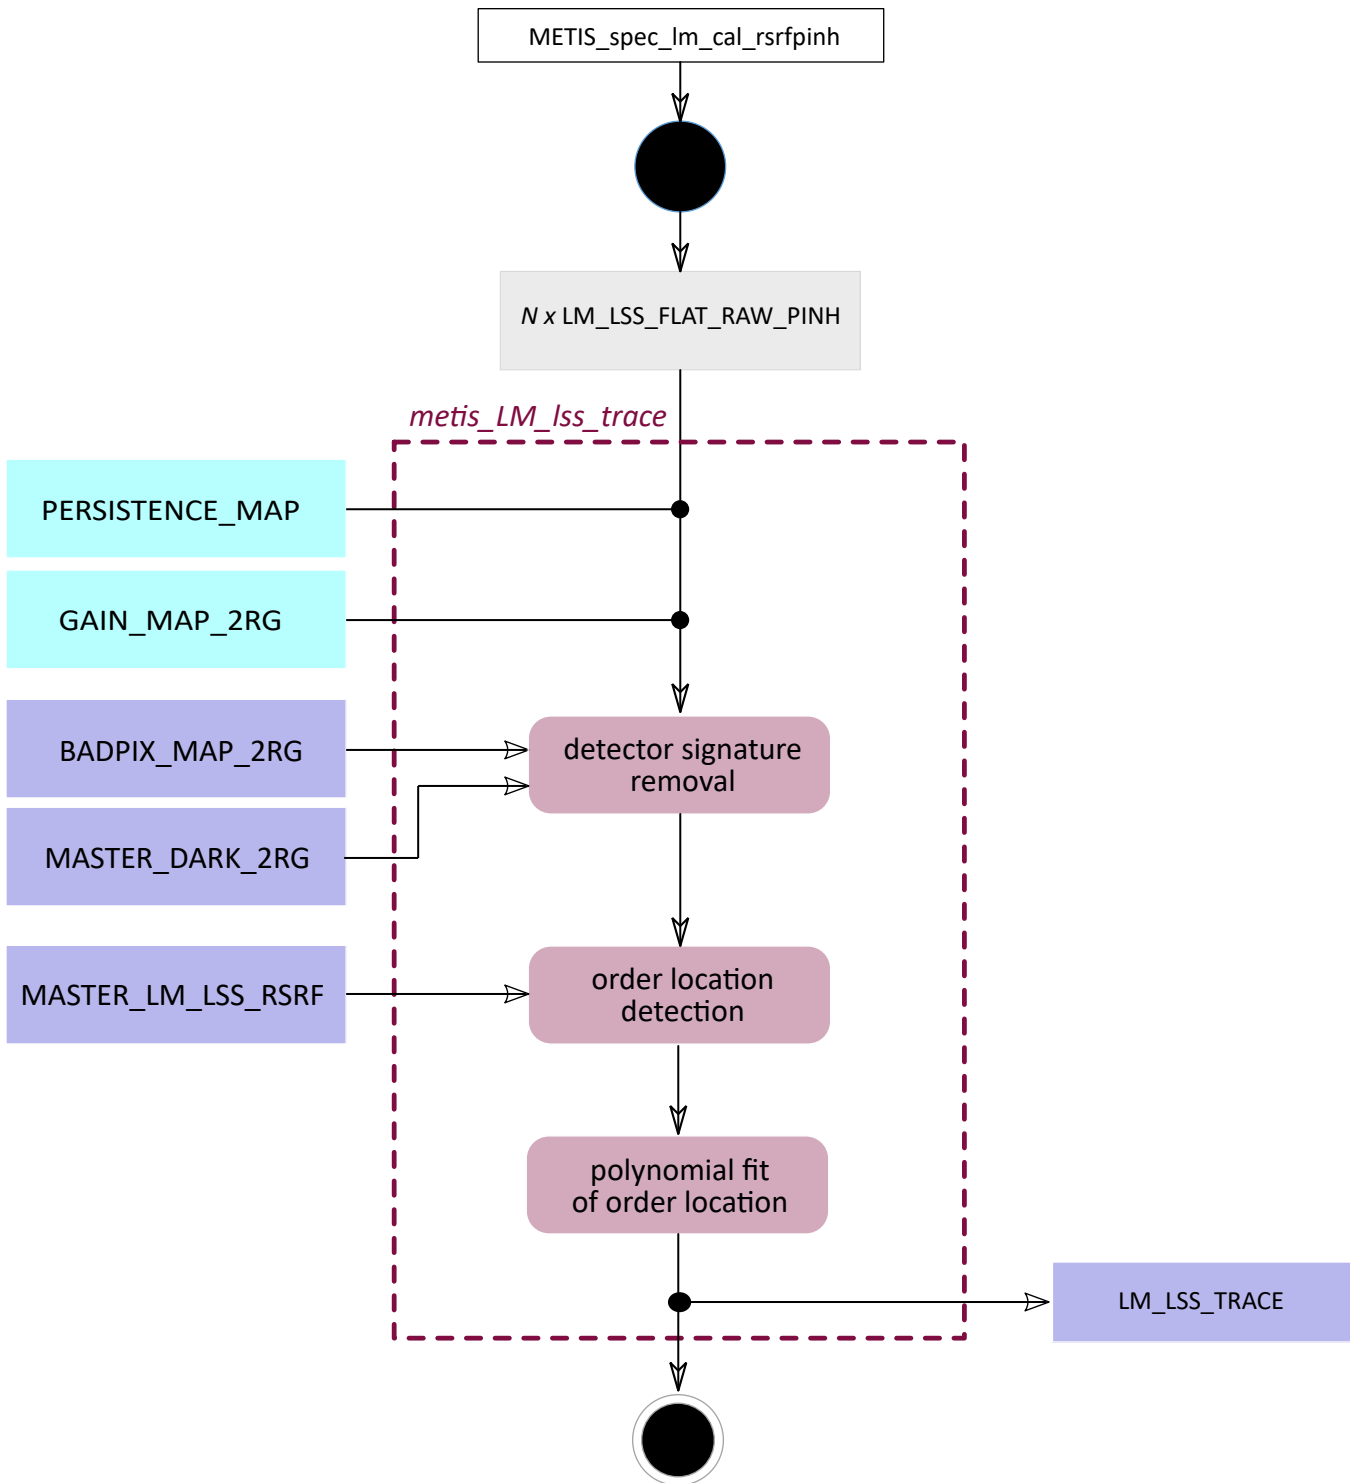 METIS_spec_lm_cal_rsrfpinh
N x LM_LSS_FLAT_RAW_PINH
metis_LM_lss_trace
PERSISTENCE_MAP
GAIN_MAP_2RG
BADPIX_MAP_2RG
detector signature
removal
MASTER_DARK_2RG
MASTER_LM_LSS_RSRF
order location
detection
polynomial fit
of order location
LM_LSS_TRACE